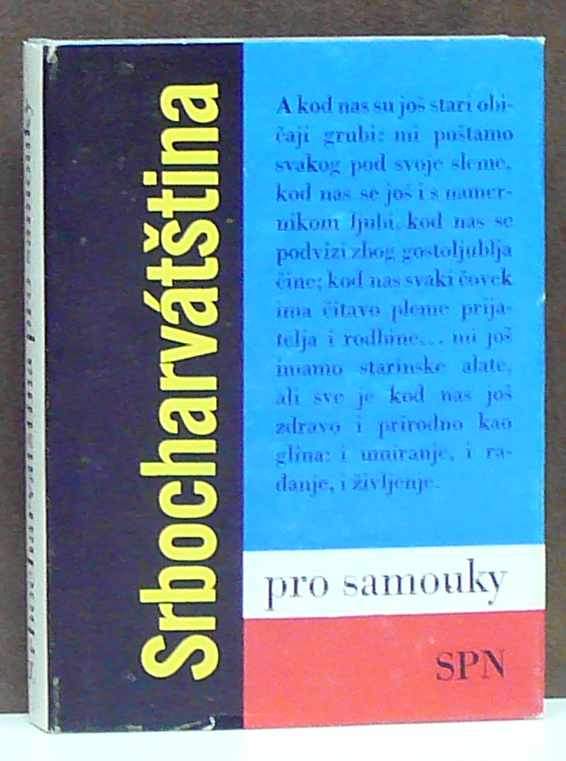 Srbocharvátština
A kod nas su još stari obi-
čaji grubi: mi puštamo
svakog pod svoje sleme,
kod nas se još i s namer-
nikom ljubi, kod nas se
podvizi zbog gostoljublja
čine; kod nas svaki čovek
ima čitavo pleme prija-
telja i rodbine... mi još
imamo starinske alate,
ali sve je kod nas još
zdravo i prirodno kao
glina: i umiranje, i ra-
đanje, i življenje.
pro samouky
SPN